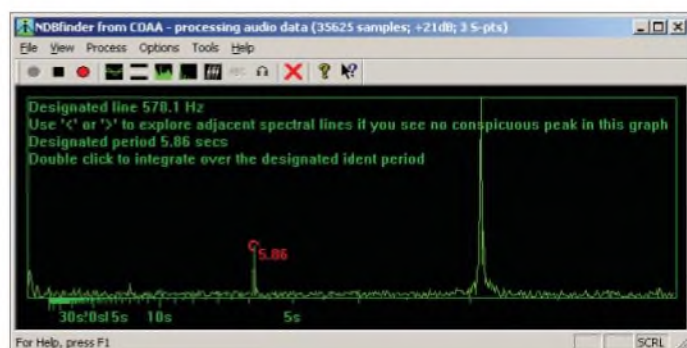 NDBfinder from CDAA - processing audio data (35625 samples; +21dB; 3 S-pts)
File View Process Options Tools Help
ABC
Designated line 578.1 Hz
Use '<' or '>' to explore adjacent spectral lines if you see no conspicuous peak in this graph
Designated period 5.86 secs
Double click to integrate over the designated ident period
5.86
10s 5s
For Help, press F1
SCRL